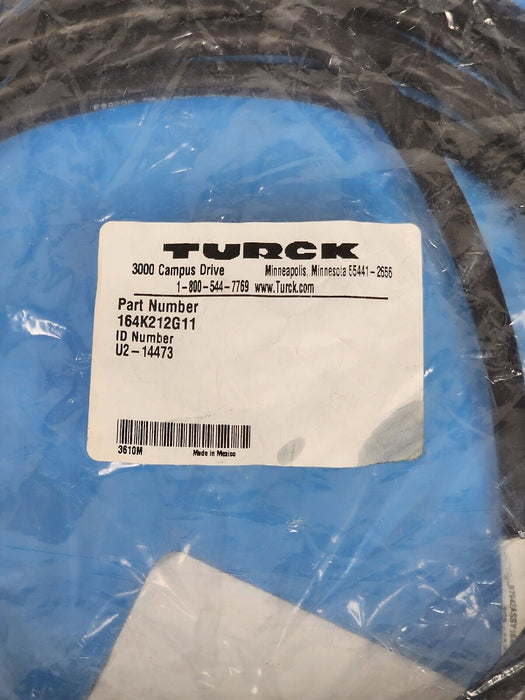 TURCK
3000 Campus Drive Minneapolis, Minnesota 55441-2656
1-800-544-7769 www.Turck.com
Part Number
164K212G11
ID Number
U2-14473
3610M Made in Mexico